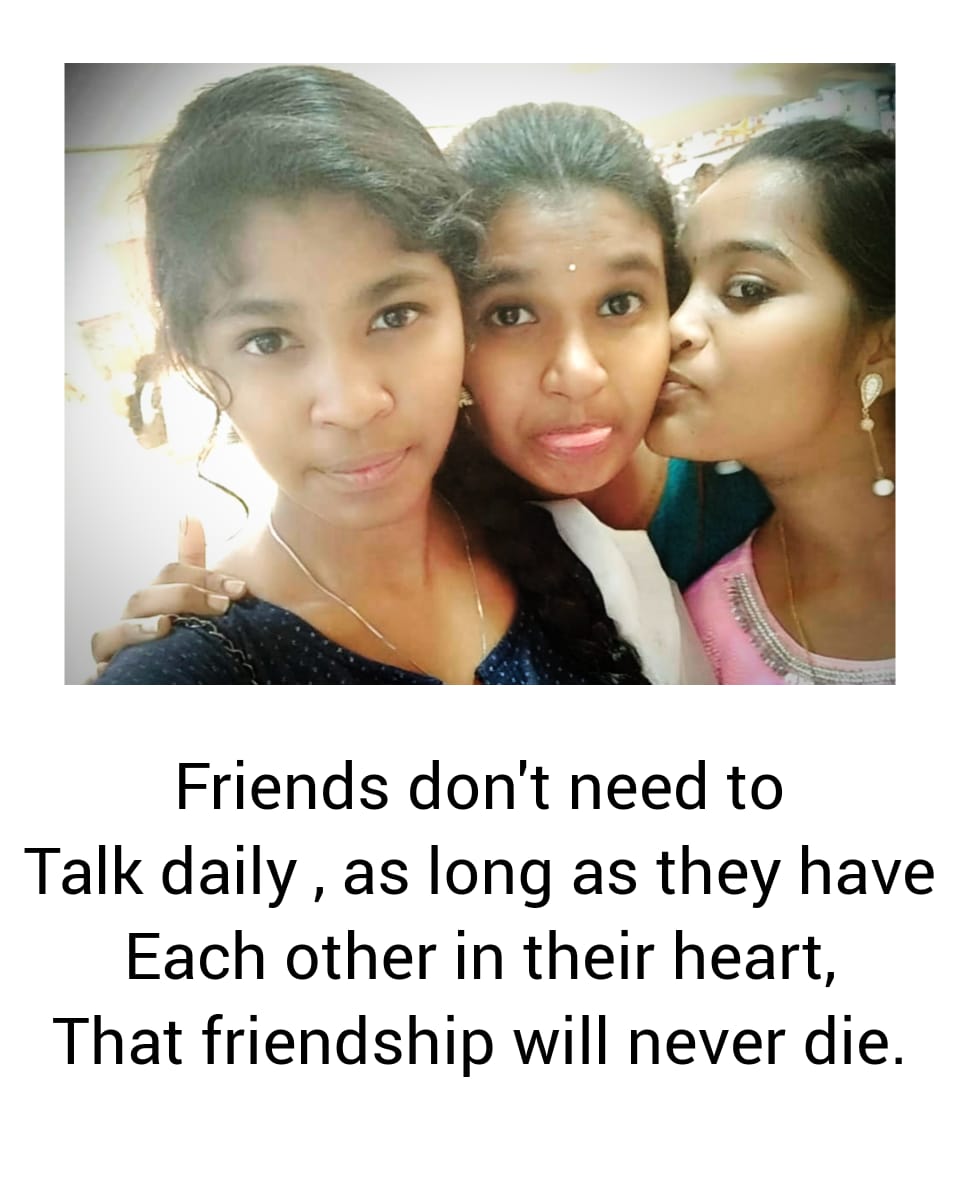 Friends don't need to
Talk daily , as long as they have
Each other in their heart,
That friendship will never die.